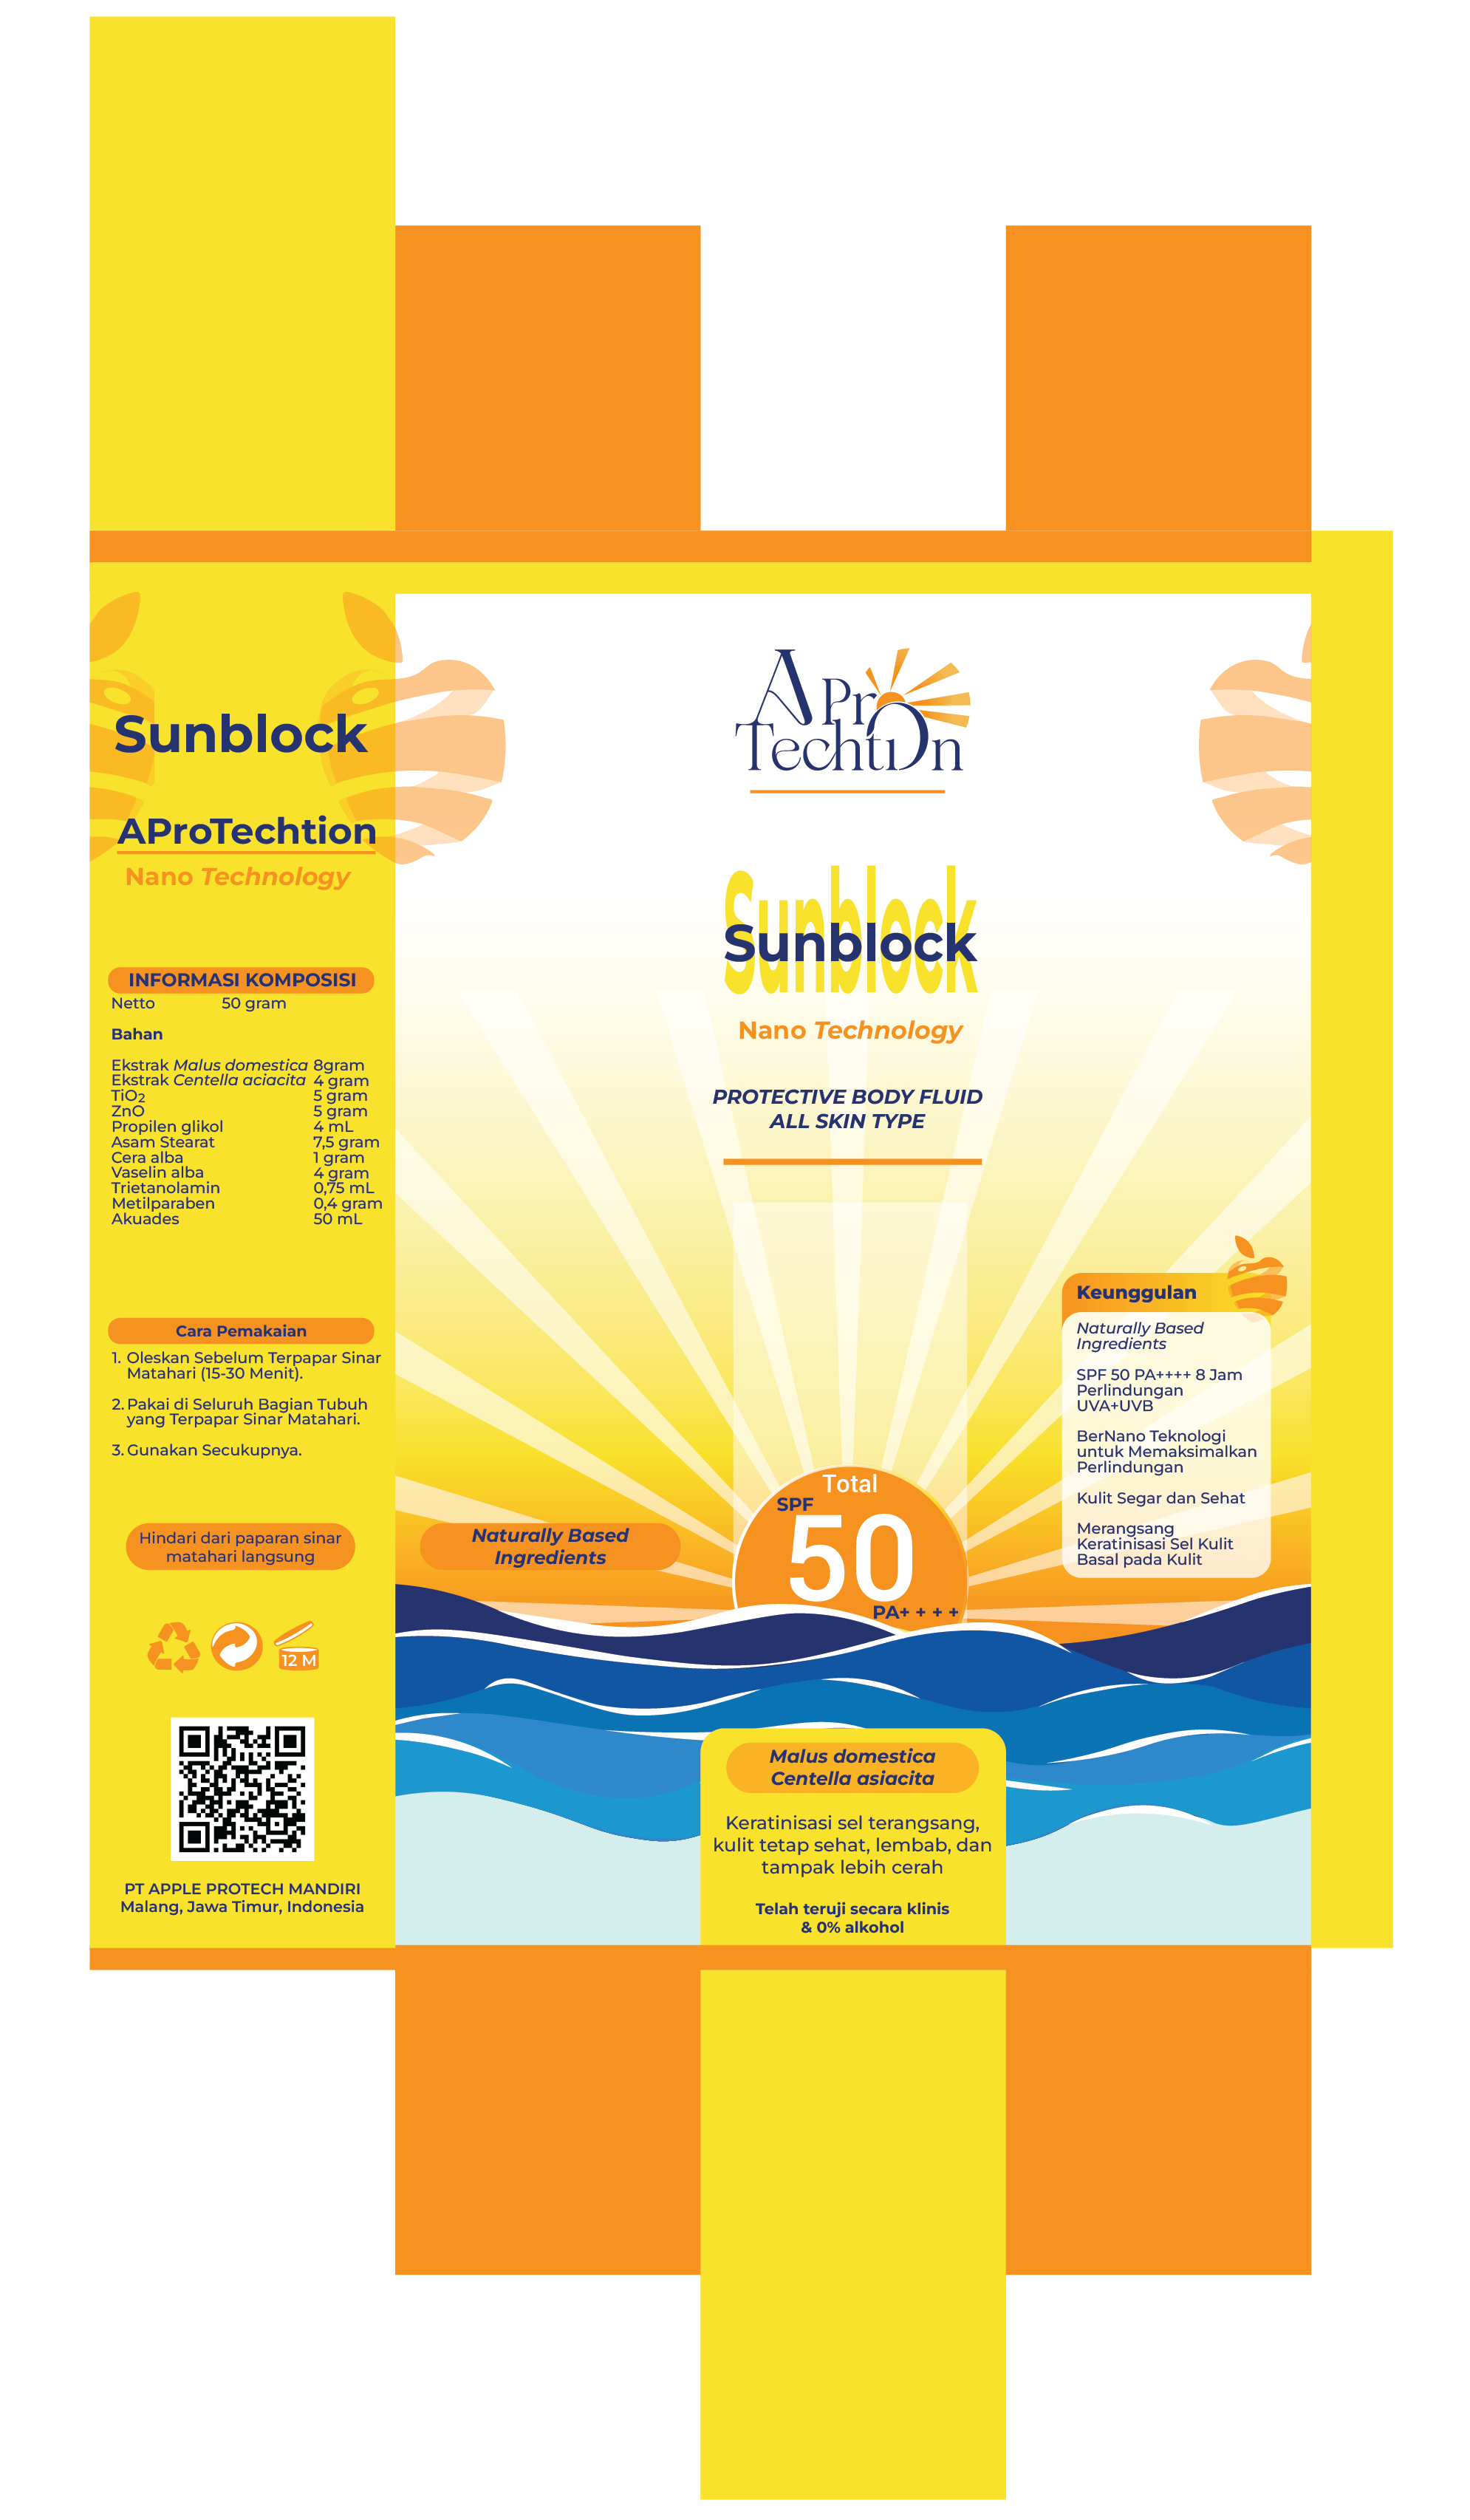 Sunblock
AProTechtion
Nano Technology
INFORMASI KOMPOSISI
Netto 50 gram
Bahan
Ekstrak Malus domestica 8gram
Ekstrak Centella aciacita 4 gram
TiO2 5 gram
ZnO 5 gram
Propilen glikol 4 mL
Asam Stearat 7,5 gram
Cera alba 1 gram
Vaselin alba 4 gram
Trietanolamin 0,75 mL
Metilparaben 0,4 gram
Akuades 50 mL
Cara Pemakaian
1. Oleskan Sebelum Terpapar Sinar
Matahari (15-30 Menit).
2. Pakai di Seluruh Bagian Tubuh
yang Terpapar Sinar Matahari.
3. Gunakan Secukupnya.
Hindari dari paparan sinar
matahari langsung
12 M
PT APPLE PROTECH MANDIRI
Malang, Jawa Timur, Indonesia
Naturally Based
Ingredients
APro
Techtion
Sunblock
Sunblock
Nano Technology
PROTECTIVE BODY FLUID
ALL SKIN TYPE
Total
SPF
50
PA+ + + +
Malus domestica
Centella asiacita
Keratinisasi sel terangsang,
kulit tetap sehat, lembab, dan
tampak lebih cerah
Telah teruji secara klinis
& 0% alkohol
Keunggulan
Naturally Based
Ingredients
SPF 50 PA++++ 8 Jam
Perlindungan
UVA+UVB
BerNano Teknologi
untuk Memaksimalkan
Perlindungan
Kulit Segar dan Sehat
Merangsang
Keratinisasi Sel Kulit
Basal pada Kulit